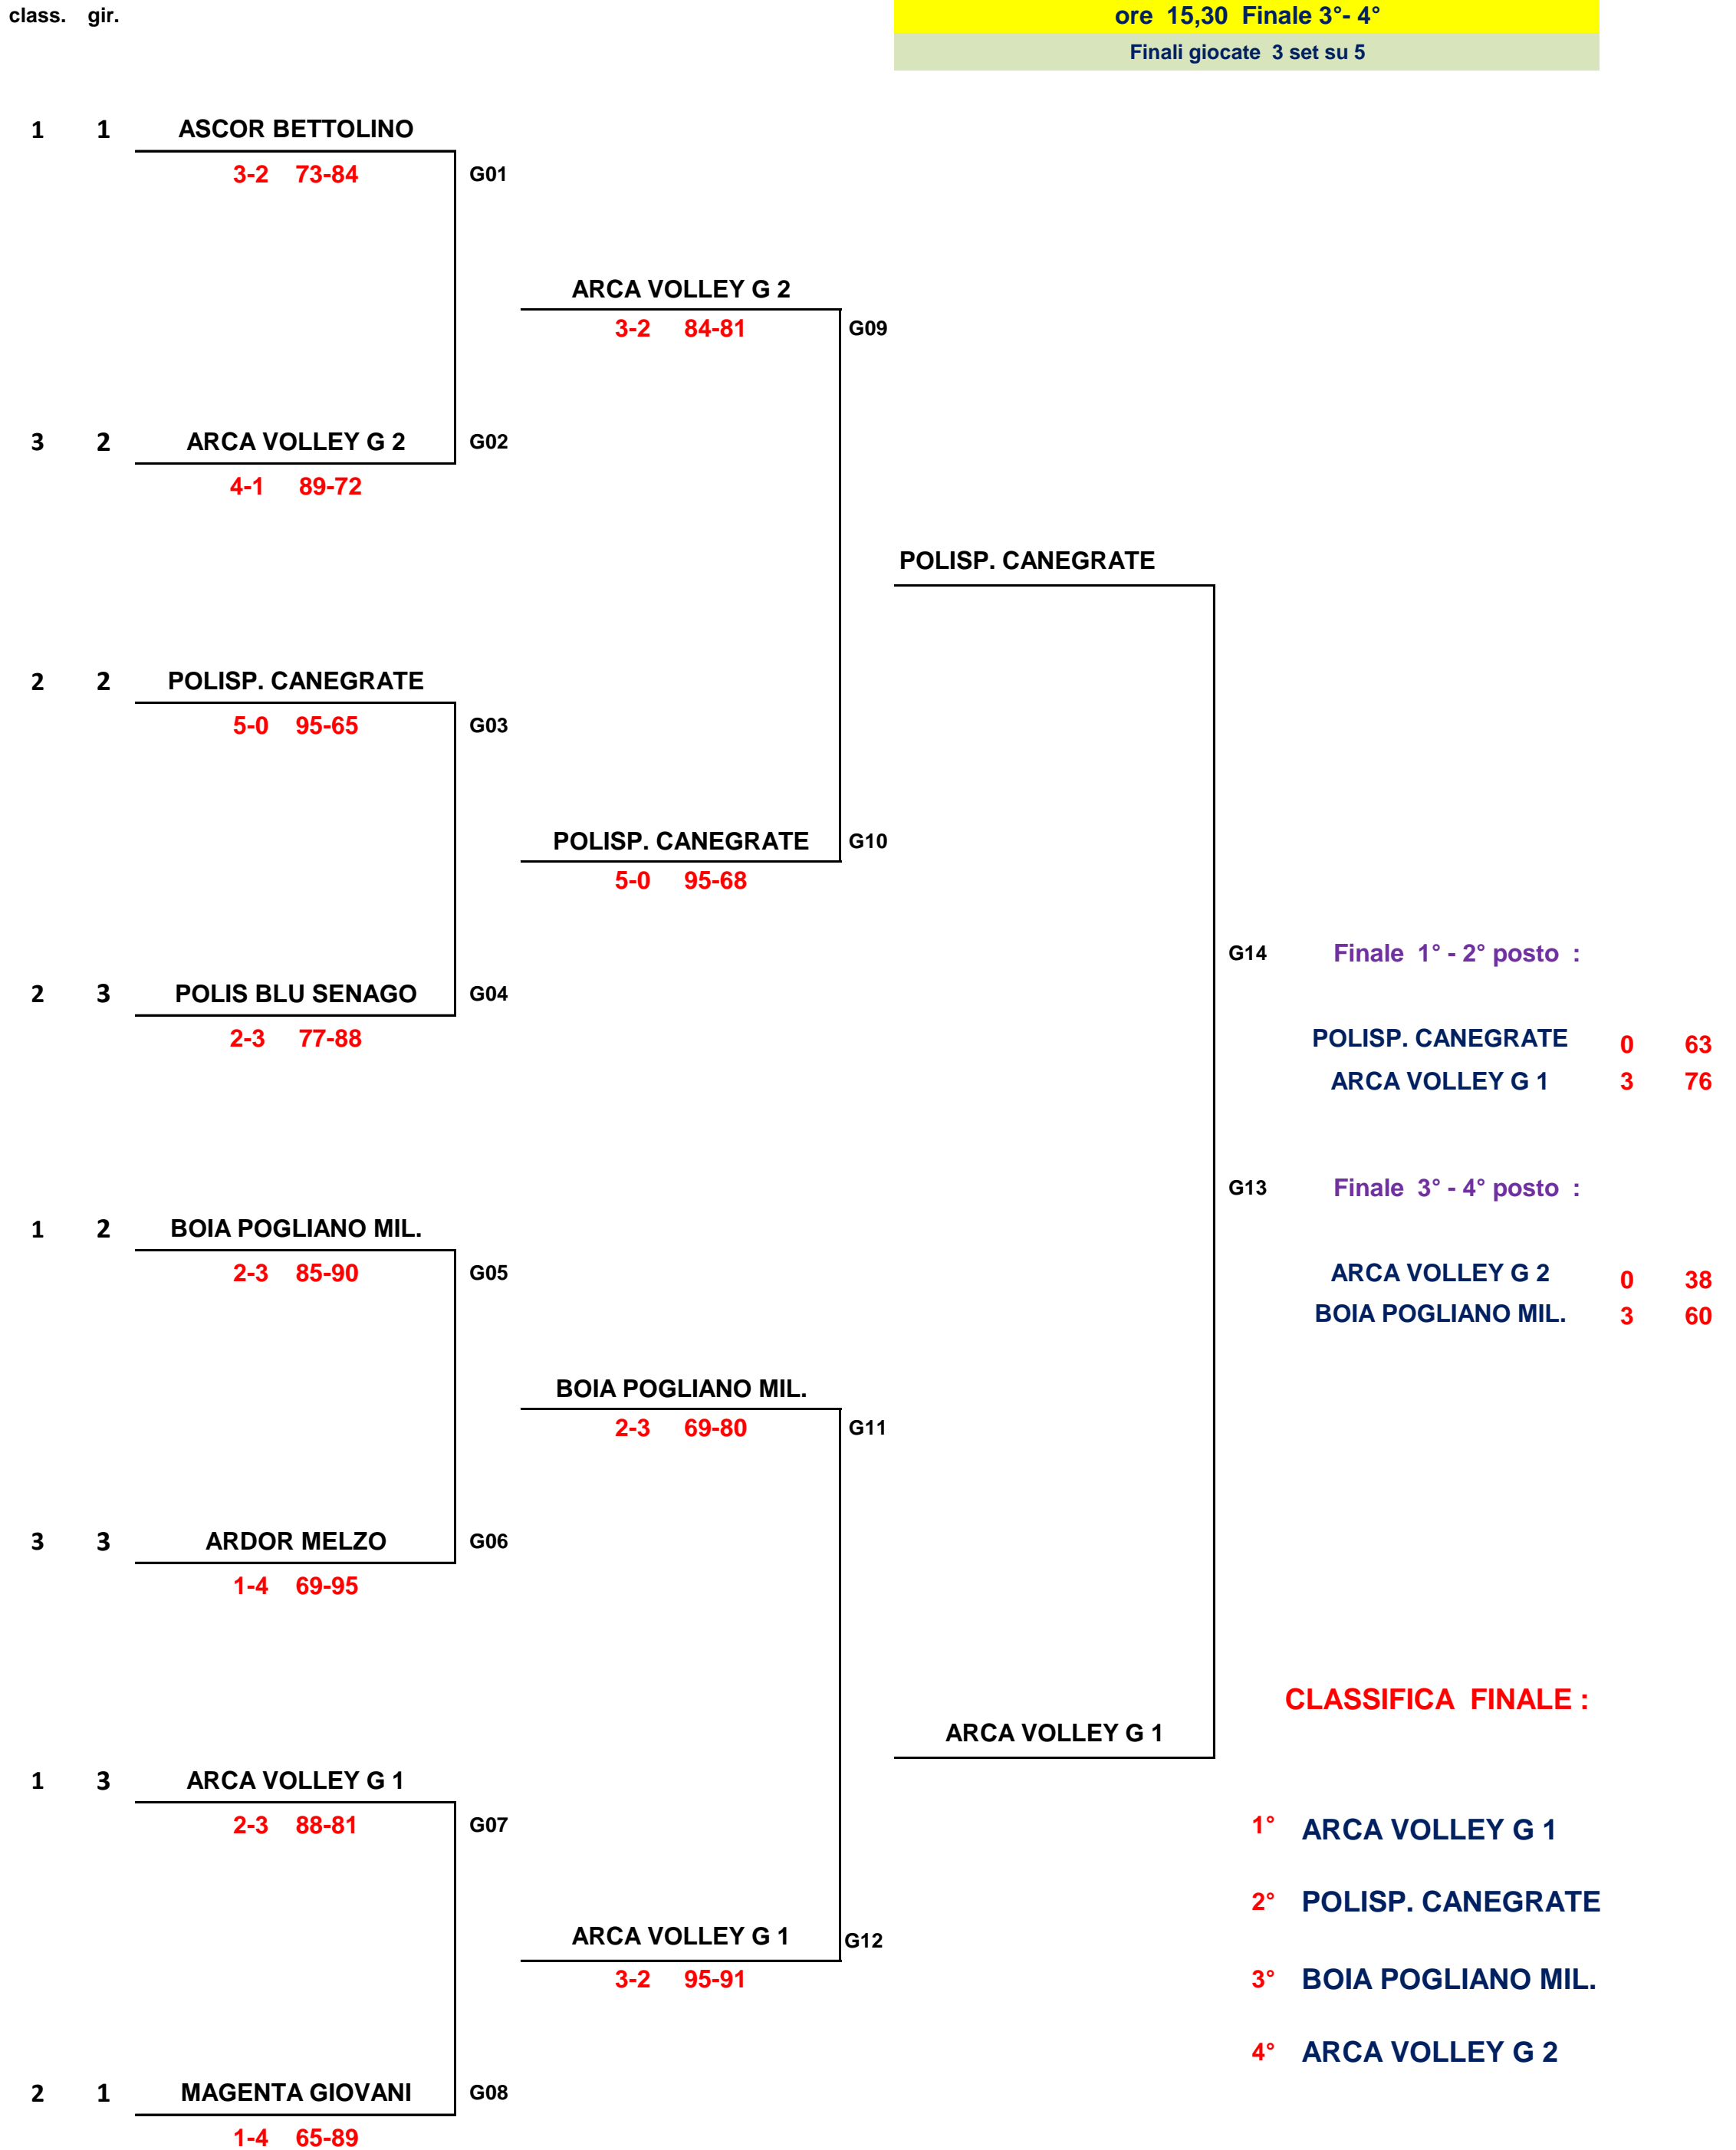 class. gir.
ore 15,30 Finale 3°- 4°
Finali giocate 3 set su 5
1 1 ASCOR BETTOLINO
3-2 73-84 G01
ARCA VOLLEY G 2
3-2 84-81 G09
3 2 ARCA VOLLEY G 2 G02
4-1 89-72
POLISP. CANEGRATE
2 2 POLISP. CANEGRATE
5-0 95-65 G03
POLISP. CANEGRATE G10
5-0 95-68
G14 Finale 1° - 2° posto :
2 3 POLIS BLU SENAGO G04
2-3 77-88
POLISP. CANEGRATE 0 63
ARCA VOLLEY G 1 3 76
G13 Finale 3° - 4° posto :
1 2 BOIA POGLIANO MIL.
2-3 85-90 G05
ARCA VOLLEY G 2 0 38
BOIA POGLIANO MIL. 3 60
BOIA POGLIANO MIL.
2-3 69-80 G11
3 3 ARDOR MELZO G06
1-4 69-95
CLASSIFICA FINALE :
ARCA VOLLEY G 1
1 3 ARCA VOLLEY G 1
2-3 88-81 G07
1° ARCA VOLLEY G 1
2° POLISP. CANEGRATE
ARCA VOLLEY G 1 G12
3-2 95-91
3° BOIA POGLIANO MIL.
4° ARCA VOLLEY G 2
2 1 MAGENTA GIOVANI G08
1-4 65-89